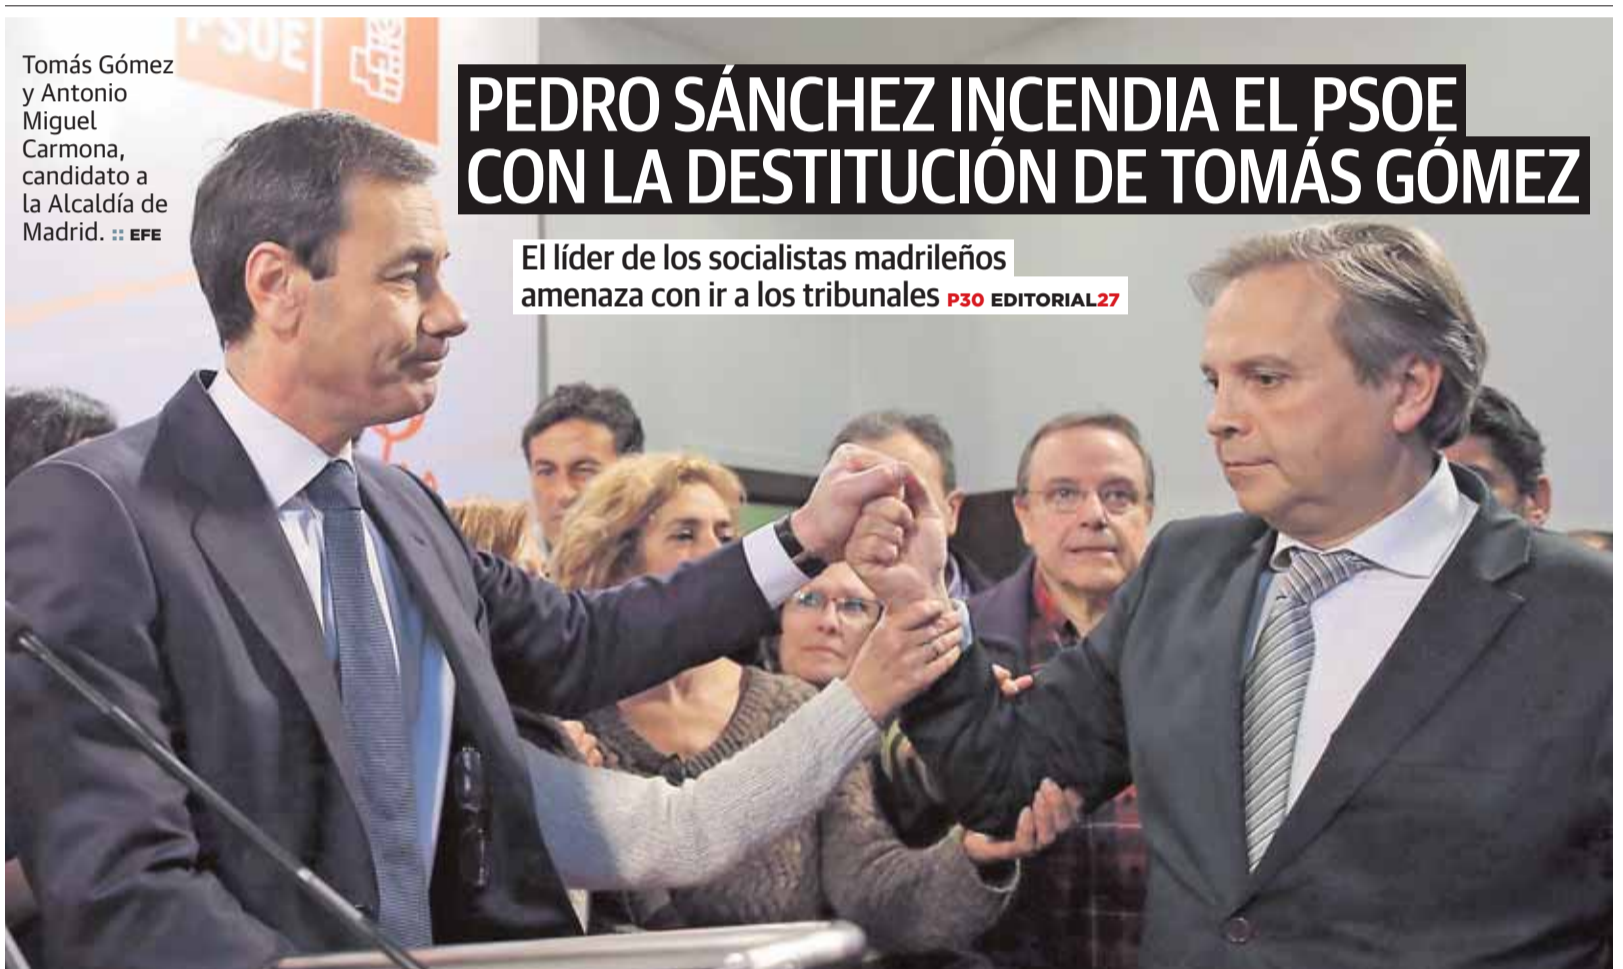 Tomás Gómez
y Antonio
Miguel
Carmona,
candidato a
la Alcaldía de
Madrid. :: EFE
PSOE
PEDRO SÁNCHEZ INCENDIA EL PSOE
CON LA DESTITUCIÓN DE TOMÁS GÓMEZ
El líder de los socialistas madrileños
amenaza con ir a los tribunales P30 EDITORIAL27